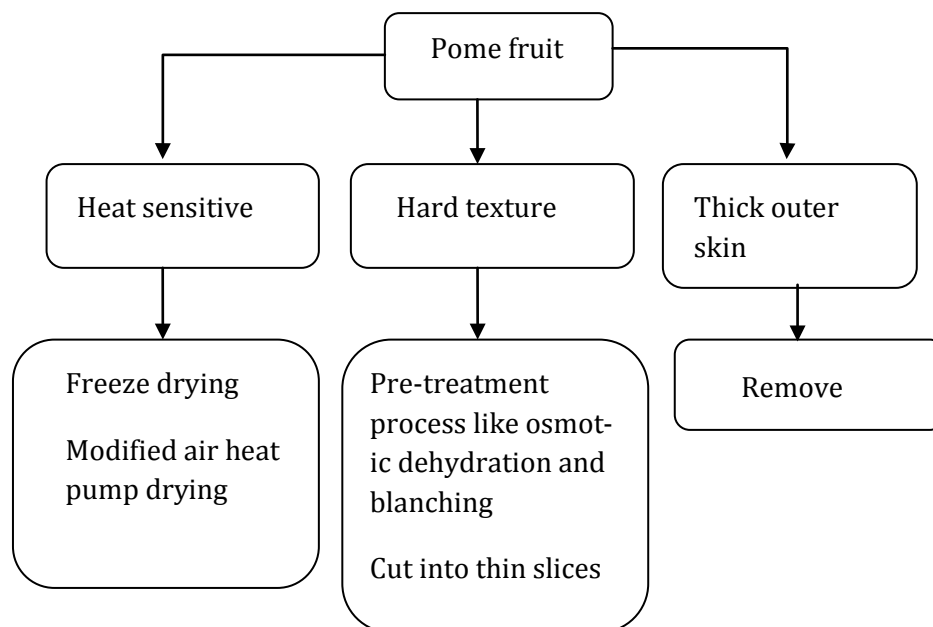 Pome fruit
Heat sensitive
Hard texture
Thick outer
skin
Freeze drying
Modified air heat
pump drying
Pre-treatment
process like osmot-
ic dehydration and
blanching
Cut into thin slices
Remove